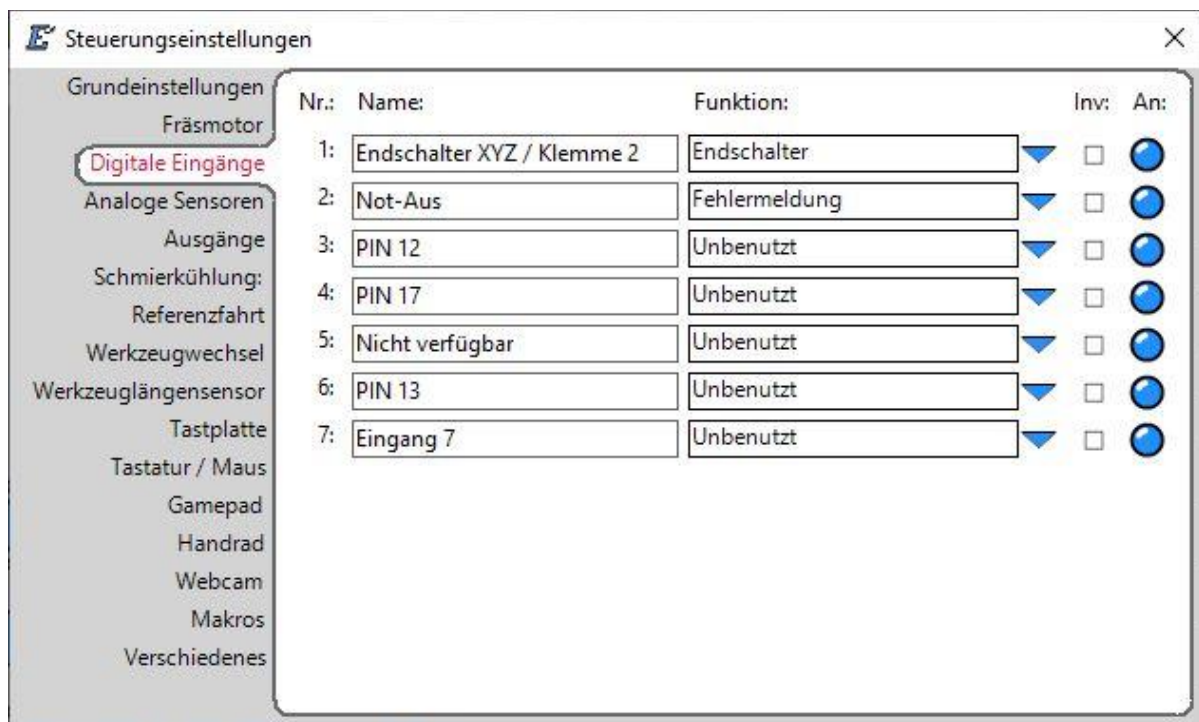 Steuerungseinstellungen
Grundeinstellungen
Fräsmotor
Digitale Eingänge
Analoge Sensoren
Ausgänge
Schmierkühlung:
Referenzfahrt
Werkzeugwechsel
Werkzeuglängensensor
Tastplatte
Tastatur / Maus
Gamepad
Handrad
Webcam
Makros
Verschiedenes
Nr.: Name: Funktion: Inv: An:
1: Endschalter XYZ / Klemme 2 Endschalter
2: Not-Aus Fehlermeldung
3: PIN 12 Unbenutzt
4: PIN 17 Unbenutzt
5: Nicht verfügbar Unbenutzt
6: PIN 13 Unbenutzt
7: Eingang 7 Unbenutzt